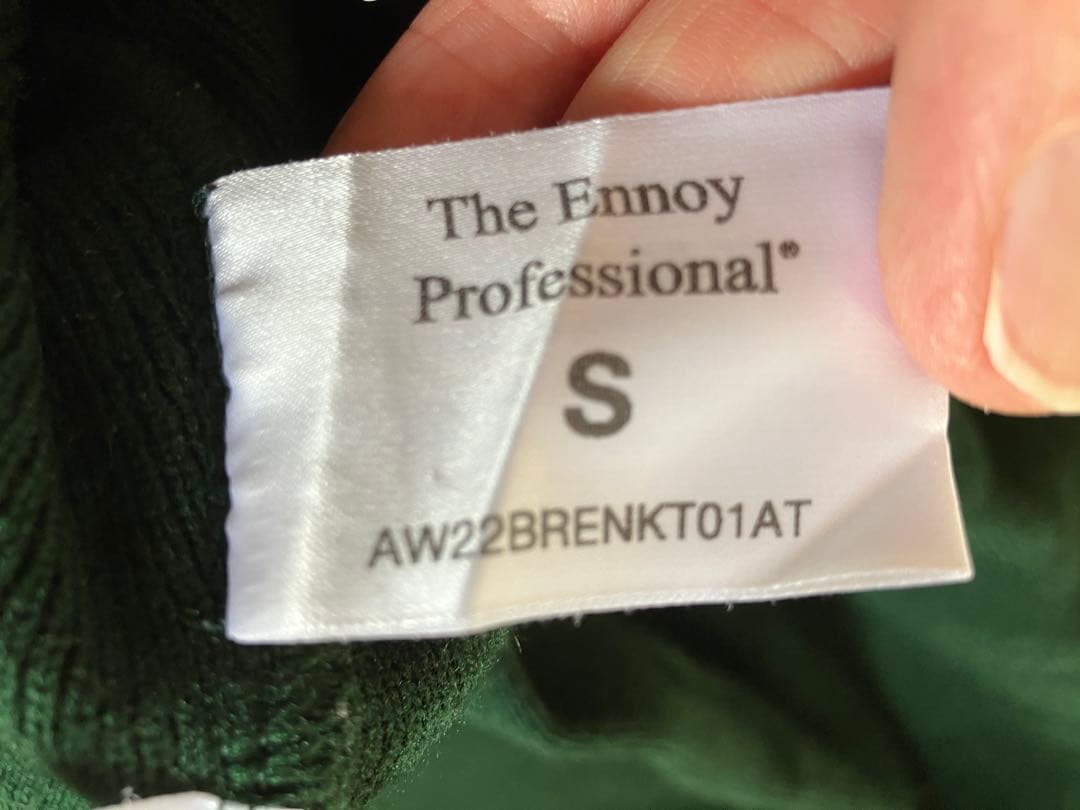 The Ennoy
Professional®
S
AW22BRENKT01AT